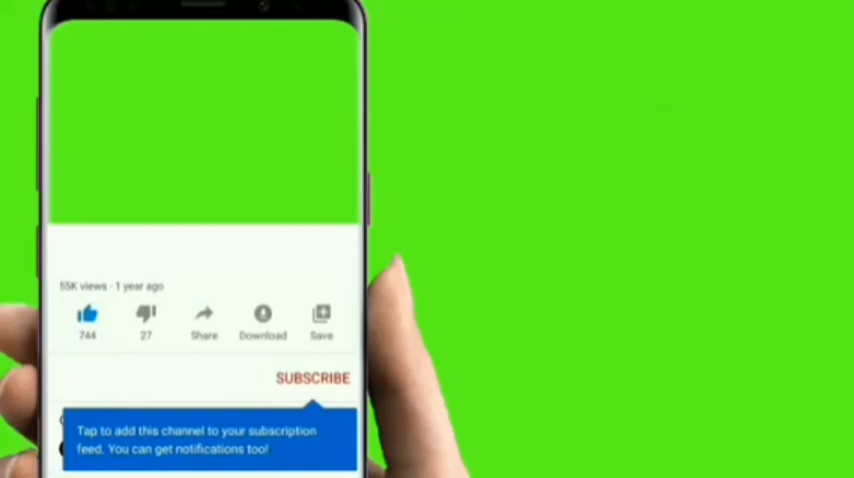 55K views · 1 year ago
744
27
Share
Download
Save
SUBSCRIBE
Tap to add this channel to your subscription
feed. You can get notifications too!